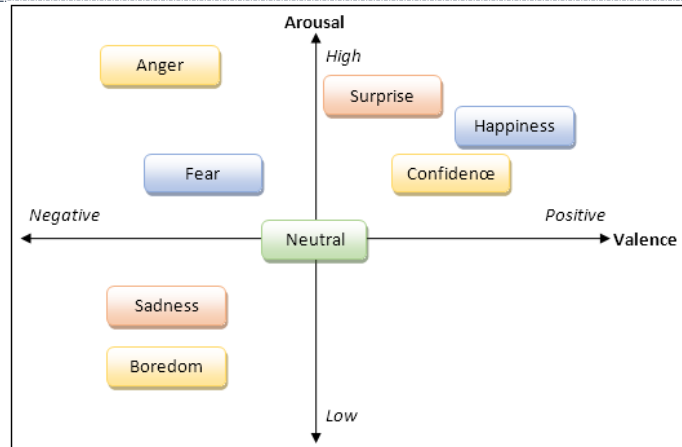 Arousal
High
Anger
Surprise
Happiness
Fear
Confidence
Negative
Positive
Neutral
Valence
Sadness
Boredom
Low